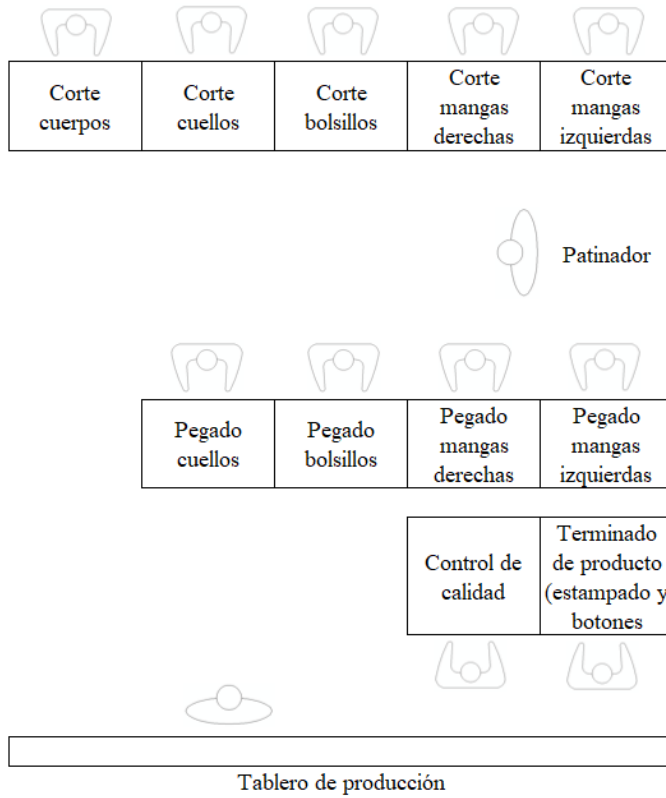 Corte
cuerpos
Corte
cuellos
Corte
bolsillos
Corte
mangas
derechas
Corte
mangas
izquierdas
Patinador
Pegado
cuellos
Pegado
bolsillos
Pegado
mangas
derechas
Pegado
mangas
izquierdas
Control de
calidad
Terminado
de producto
(estampado y
botones
Tablero de producción